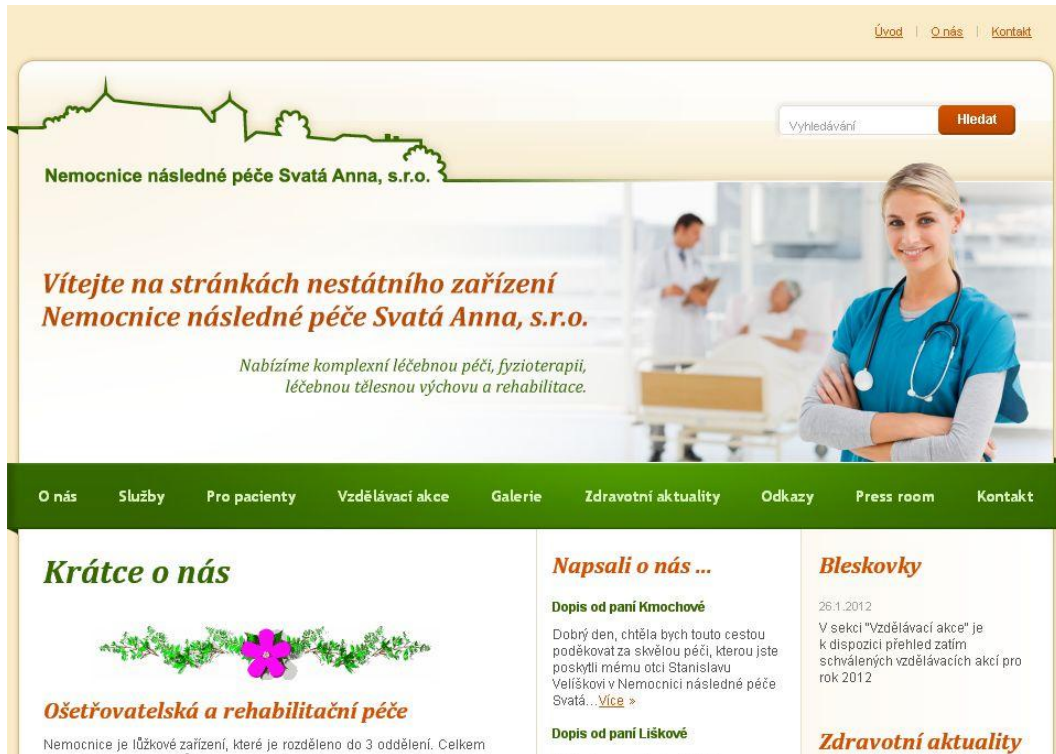 Úvod | O nás | Kontakt
Vyhledávání
Hledat
Nemocnice následné péče Svatá Anna, s.r.o.
Vítejte na stránkách nestátního zařízení
Nemocnice následné péče Svatá Anna, s.r.o.
Nabízíme komplexní léčebnou péči, fyzioterapii,
léčebnou tělesnou výchovu a rehabilitace.
O nás Služby Pro pacienty Vzdělávací akce Galerie Zdravotní aktuality Odkazy Press room Kontakt
Krátce o nás
Ošetřovatelská a rehabilitační péče
Nemocnice je lůžkové zařízení, které je rozděleno do 3 oddělení. Celkem
Napsali o nás ...
Dopis od paní Kmochové
Dobrý den, chtěla bych touto cestou
poděkovat za skvělou péči, kterou jste
poskytli mému otci Stanislavu
Velíškovi v Nemocnici následné péče
Svatá...Více »
Dopis od paní Liškové
Bleskovky
26.1.2012
V sekci "Vzdělávací akce" je
k dispozici přehled zatím
schválených vzdělávacích akcí pro
rok 2012
Zdravotní aktuality